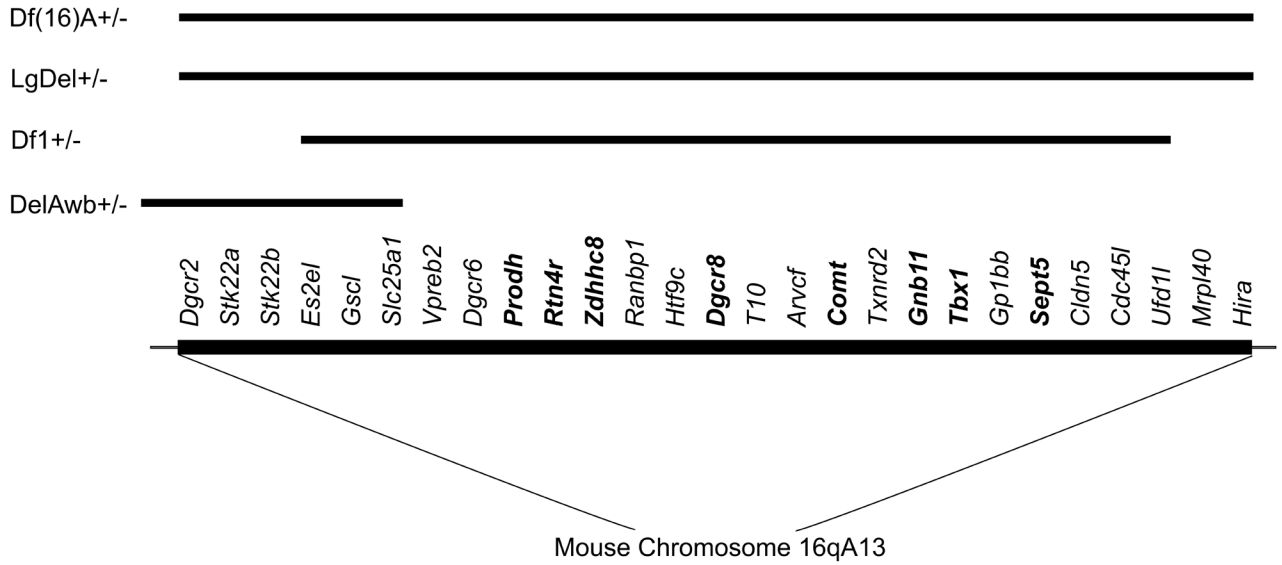 Df(16)A+/-
LgDel+/-
Df1+/-
DelAwb+/-
Dgcr2
Stk22a
Stk22b
Es2el
Gscl
Slc25a1
Vpreb2
Dgcr6
Prodh
Rtn4r
Zdhhc8
Ranbp1
Htf9c
Dgcr8
T10
Arvcf
Comt
Txnrd2
Gnb11
Tbx1
Gp1bb
Sept5
Cldn5
Cdc45l
Ufd1l
Mrpl40
Hira
Mouse Chromosome 16qA13